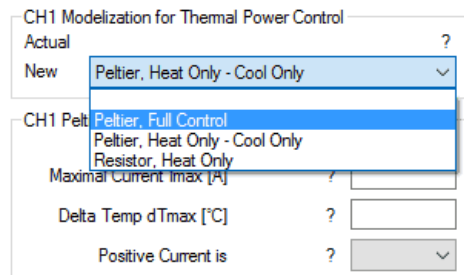 CH1 Modelization for Thermal Power Control
Actual ?
New Peltier, Heat Only - Cool Only
CH1 Pelt
Peltier, Full Control
Peltier, Heat Only - Cool Only
Resistor, Heat Only
Maximal Current Imax [A] ?
Delta Temp dTmax [°C] ?
Positive Current is ?